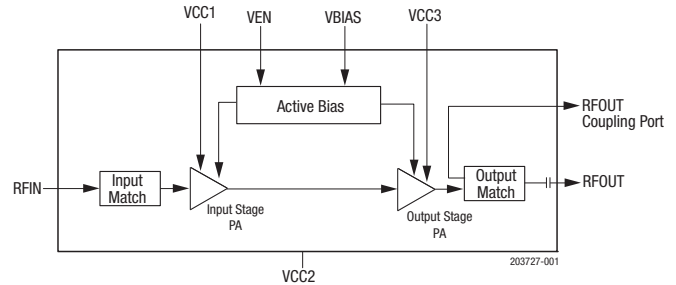 VCC1
VEN
VBIAS
VCC3
Active Bias
RFOUT
Coupling Port
RFIN
Input
Match
Input Stage
PA
Output Stage
PA
Output
Match
RFOUT
203727-001
VCC2